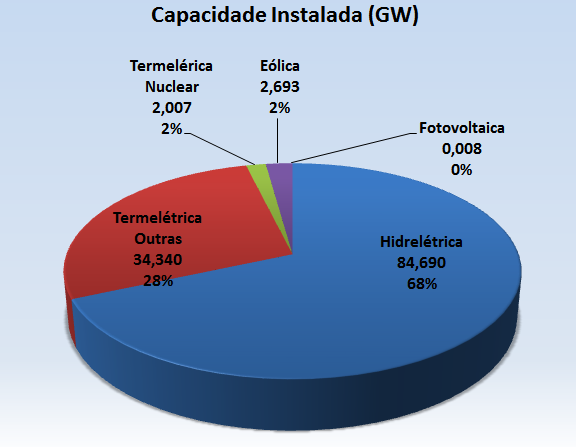 Capacidade Instalada (GW)
Termelérica
Nuclear
2,007
2%
Eólica
2,693
2%
Fotovoltaica
0,008
0%
Termelétrica
Outras
34,340
28%
Hidrelétrica
84,690
68%